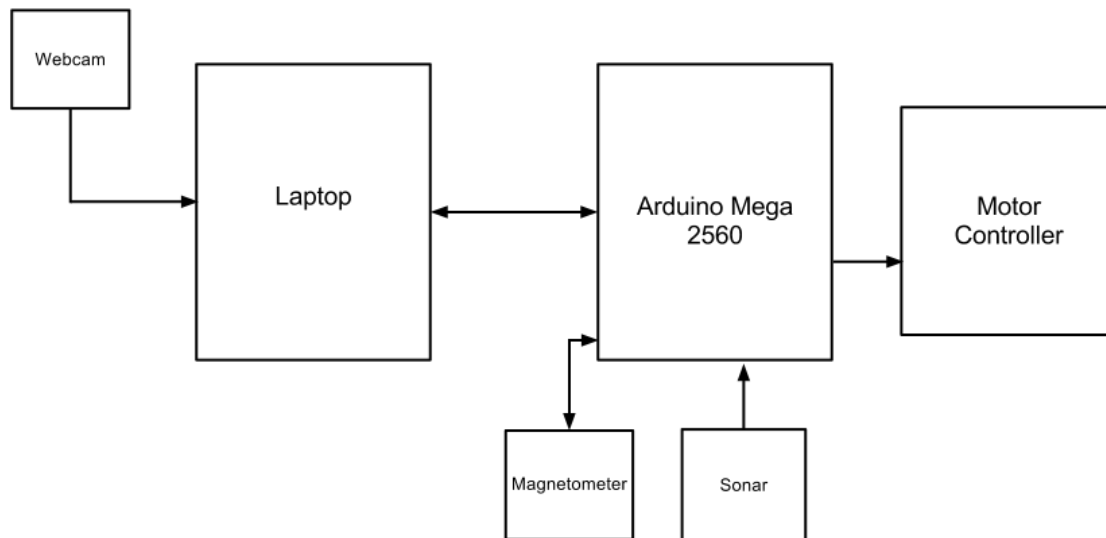 Webcam
Laptop
Arduino Mega
2560
Motor
Controller
Magnetometer
Sonar